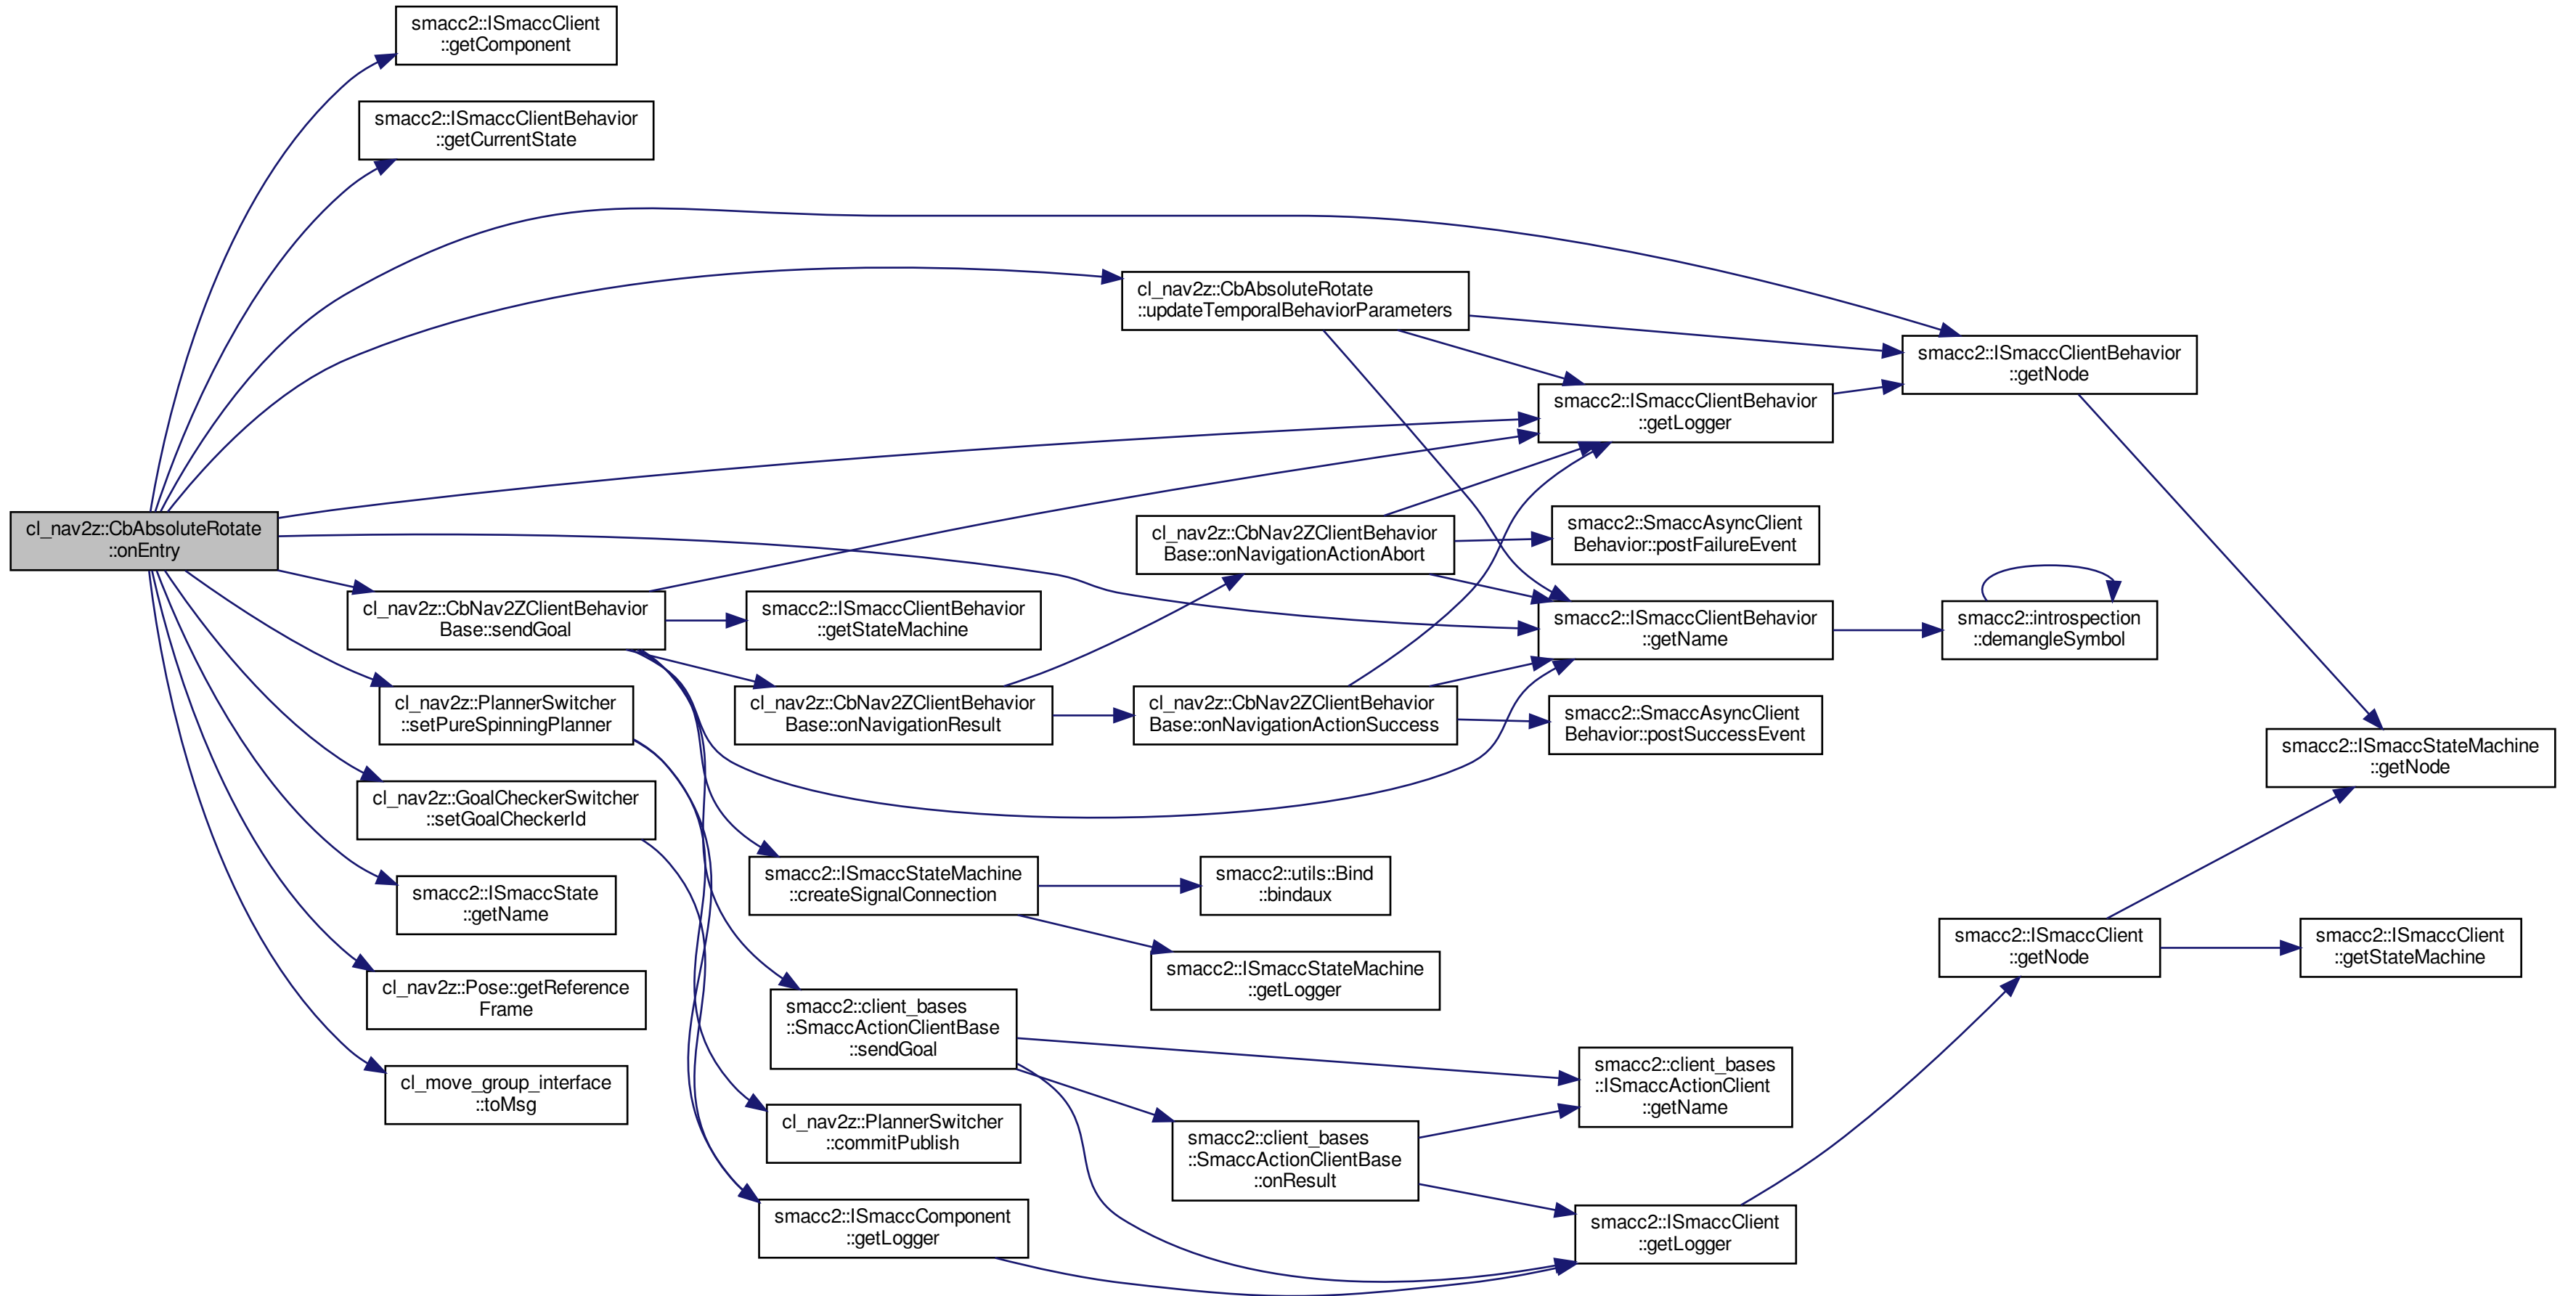 smacc2::ISmaccClient
::getComponent
smacc2::ISmaccClientBehavior
::getCurrentState
cl_nav2z::CbAbsoluteRotate
::updateTemporalBehaviorParameters
smacc2::ISmaccClientBehavior
::getNode
smacc2::ISmaccClientBehavior
::getLogger
cl_nav2z::CbAbsoluteRotate
::onEntry
cl_nav2z::CbNav2ZClientBehavior
Base::onNavigationActionAbort
smacc2::SmaccAsyncClient
Behavior::postFailureEvent
cl_nav2z::CbNav2ZClientBehavior
Base::sendGoal
smacc2::ISmaccClientBehavior
::getStateMachine
smacc2::ISmaccClientBehavior
::getName
smacc2::introspection
::demangleSymbol
cl_nav2z::PlannerSwitcher
::setPureSpinningPlanner
cl_nav2z::CbNav2ZClientBehavior
Base::onNavigationResult
cl_nav2z::CbNav2ZClientBehavior
Base::onNavigationActionSuccess
smacc2::SmaccAsyncClient
Behavior::postSuccessEvent
smacc2::ISmaccStateMachine
::getNode
cl_nav2z::GoalCheckerSwitcher
::setGoalCheckerId
smacc2::ISmaccState
::getName
smacc2::ISmaccStateMachine
::createSignalConnection
smacc2::utils::Bind
::bindaux
smacc2::ISmaccStateMachine
::getLogger
smacc2::ISmaccClient
::getNode
smacc2::ISmaccClient
::getStateMachine
cl_nav2z::Pose::getReference
Frame
smacc2::client_bases
::SmaccActionClientBase
::sendGoal
cl_move_group_interface
::toMsg
smacc2::client_bases
::ISmaccActionClient
::getName
cl_nav2z::PlannerSwitcher
::commitPublish
smacc2::client_bases
::SmaccActionClientBase
::onResult
smacc2::ISmaccComponent
::getLogger
smacc2::ISmaccClient
::getLogger